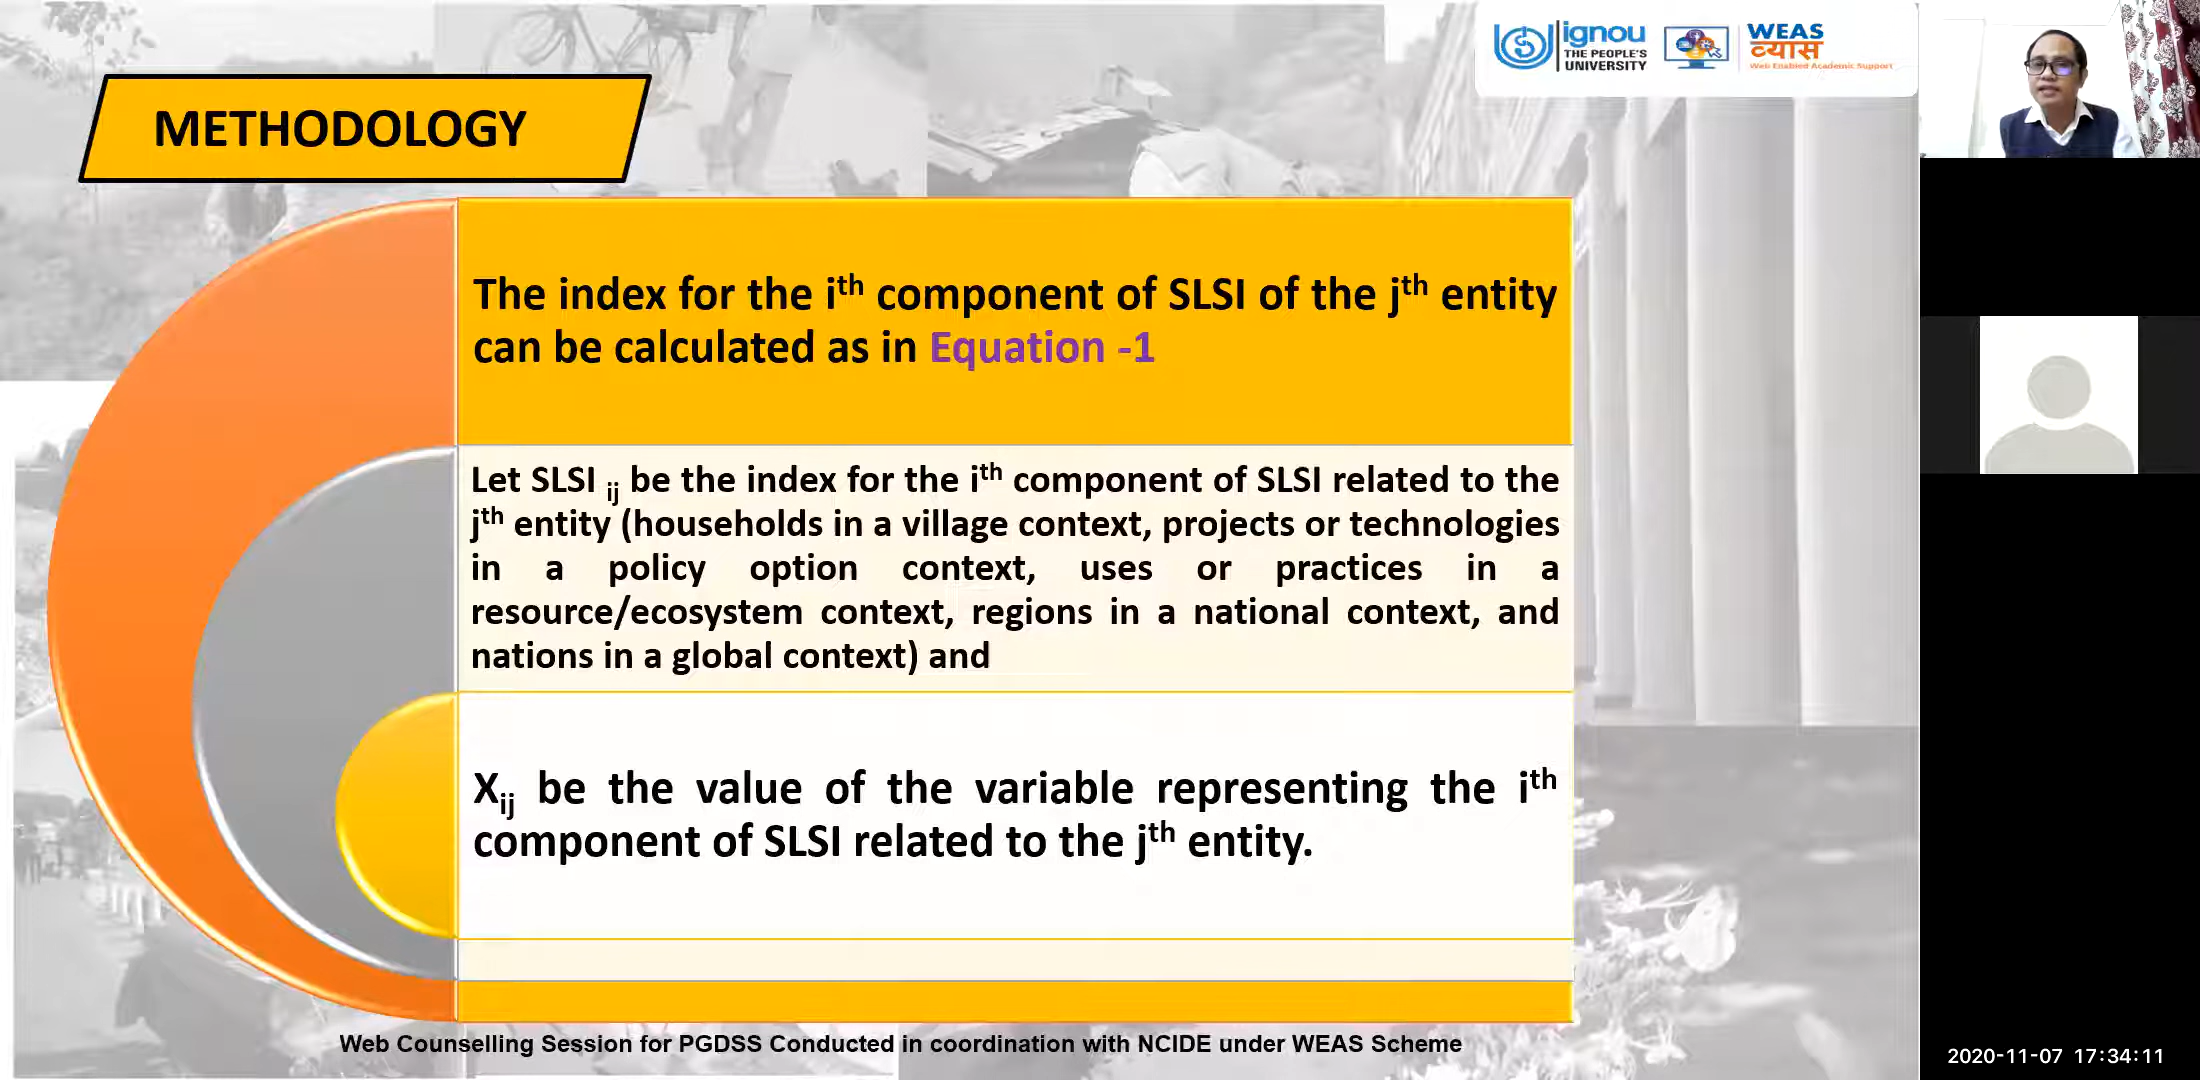 ignou
THE PEOPLE'S
UNIVERSITY
WEAS
व्यास
Web Enabled Academic Support
METHODOLOGY
The index for the ith component of SLSI of the jth entity
can be calculated as in Equation -1
Let SLSI ij be the index for the ith component of SLSI related to the
jth entity (households in a village context, projects or technologies
in a policy option context, uses or practices in a
resource/ecosystem context, regions in a national context, and
nations in a global context) and
Xij be the value of the variable representing the ith
component of SLSI related to the jth entity.
Web Counselling Session for PGDSS Conducted in coordination with NCIDE under WEAS Scheme
2020-11-07 17:34:11